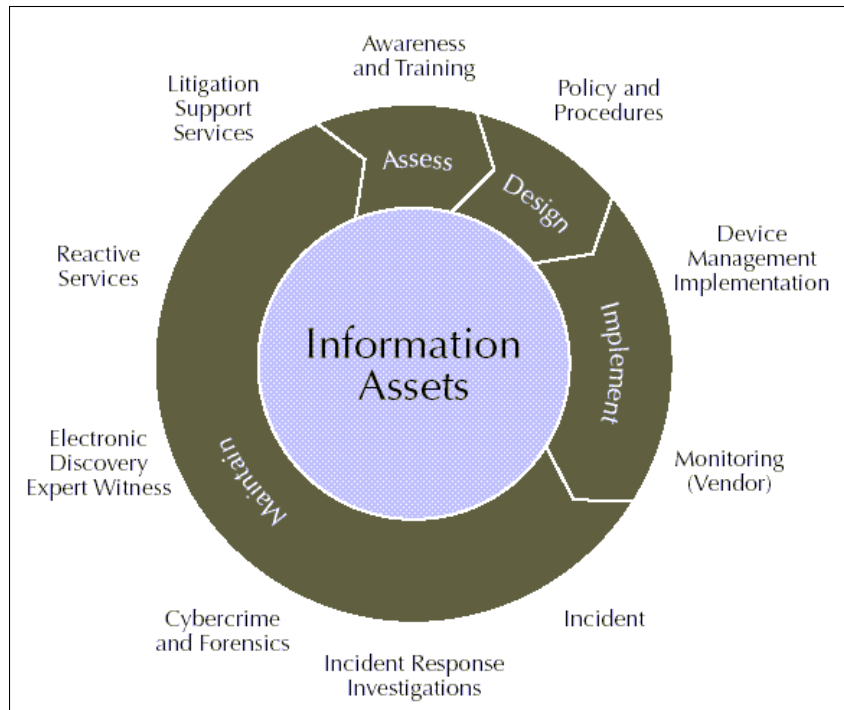 Awareness
and Training
Policy and
Procedures
Device
Management
Implementation
Monitoring
(Vendor)
Incident
Incident Response
Investigations
Cybercrime
and Forensics
Electronic
Discovery
Expert Witness
Reactive
Services
Litigation
Support
Services
Assess
Design
Implement
Maintain
Information
Assets